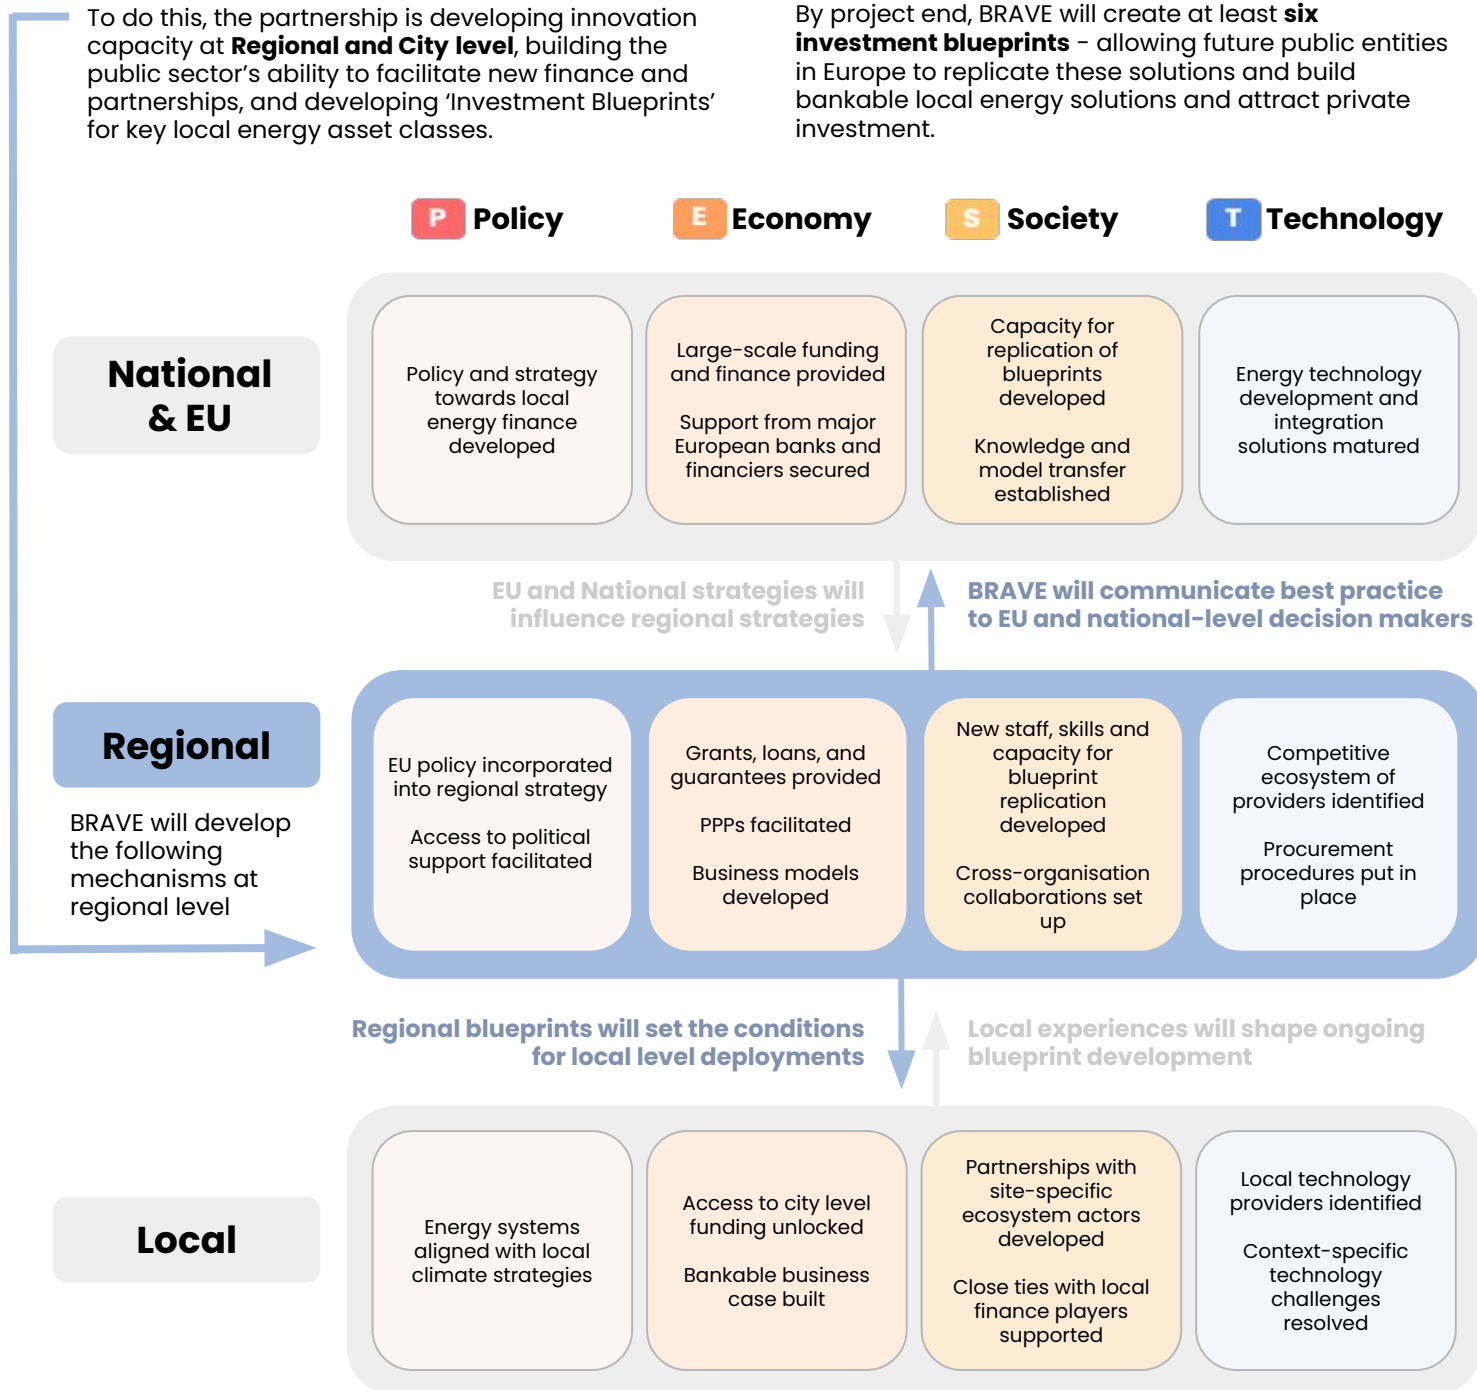 To do this, the partnership is developing innovation
capacity at Regional and City level, building the
public sector's ability to facilitate new finance and
partnerships, and developing 'Investment Blueprints'
for key local energy asset classes.
By project end, BRAVE will create at least six
investment blueprints - allowing future public entities
in Europe to replicate these solutions and build
bankable local energy solutions and attract private
investment.
P Policy
E Economy
S Society
T Technology
National
& EU
Policy and strategy
towards local
energy finance
developed
Large-scale funding
and finance provided
Support from major
European banks and
financiers secured
Capacity for
replication of
blueprints
developed
Knowledge and
model transfer
established
Energy technology
development and
integration
solutions matured
EU and National strategies will
influence regional strategies
BRAVE will communicate best practice
to EU and national-level decision makers
Regional
BRAVE will develop
the following
mechanisms at
regional level
EU policy incorporated
into regional strategy
Access to political
support facilitated
Grants, loans, and
guarantees provided
PPPs facilitated
Business models
developed
New staff, skills and
capacity for
blueprint
replication
developed
Cross-organisation
collaborations set
up
Competitive
ecosystem of
providers identified
Procurement
procedures put in
place
Regional blueprints will set the conditions
for local level deployments
Local experiences will shape ongoing
blueprint development
Local
Energy systems
aligned with local
climate strategies
Access to city level
funding unlocked
Bankable business
case built
Partnerships with
site-specific
ecosystem actors
developed
Close ties with local
finance players
supported
Local technology
providers identified
Context-specific
technology
challenges
resolved